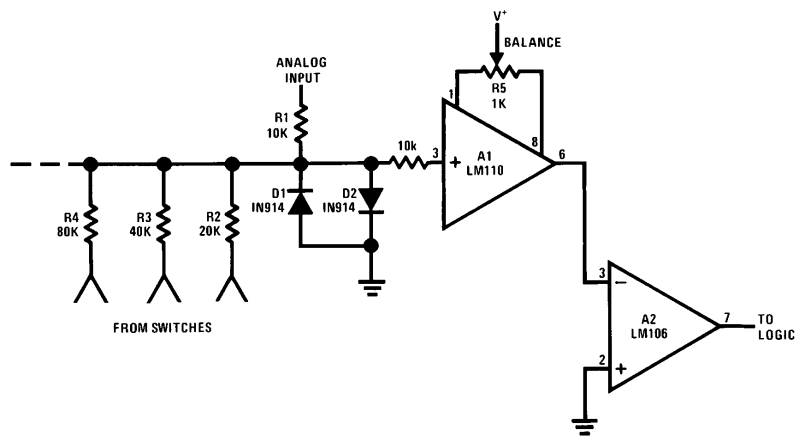 V+
BALANCE
R5
1K
1
8
ANALOG
INPUT
R1
10K
10k
3
+
A1
LM110
6
R4
80K
R3
40K
R2
20K
D1
IN914
D2
IN914
FROM SWITCHES
3
−
A2
LM106
7
TO
LOGIC
2
+